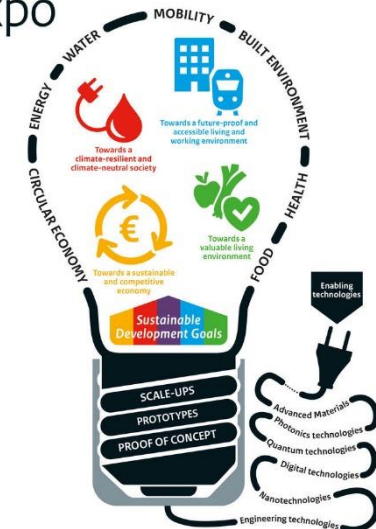 xpo
CIRCULAR ECONOMY
ENERGY
WATER
MOBILITY
BUILT ENVIRONMENT
HEALTH
FOOD
Towards a
climate-resilient and
climate-neutral society
Towards a future-proof and
accessible living and
working environment
€
Towards a sustainable
and competitive
economy
Towards a
valuable living
environment
Sustainable
Development Goals
SCALE-UPS
PROTOTYPES
PROOF OF CONCEPT
Enabling
technologies
Advanced Materials
Photonics technologies
Quantum technologies
Digital technologies
Nanotechnologies
Engineering technologies